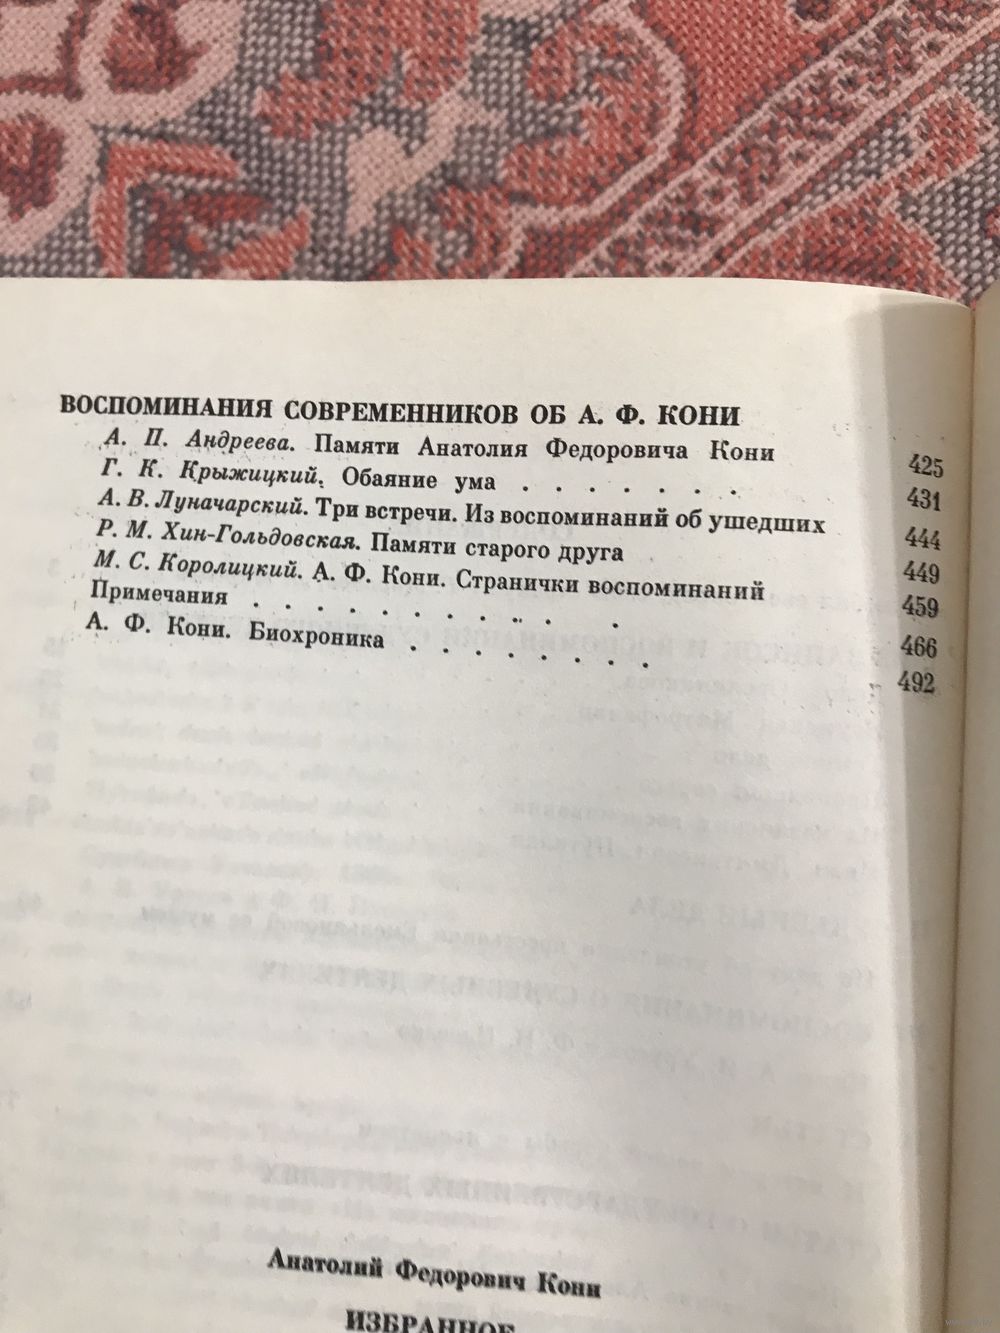 ВОСПОМИНАНИЯ СОВРЕМЕННИКОВ ОБ А. Ф. КОНИ
А. П. Андреева. Памяти Анатолия Федоровича Кони 425
Г. К. Крыжицкий. Обаяние ума . . . . . . . 431
А. В. Луначарский. Три встречи. Из воспоминаний об ушедших 444
Р. М. Хин-Гольдовская. Памяти старого друга 449
М. С. Королицкий. А. Ф. Кони. Странички воспоминаний 459
Примечания . . . . . . . . . . . 466
А. Ф. Кони. Биохроника . . . . . . . . 492
Анатолий Федорович Кони
ИЗБРАННОЕ